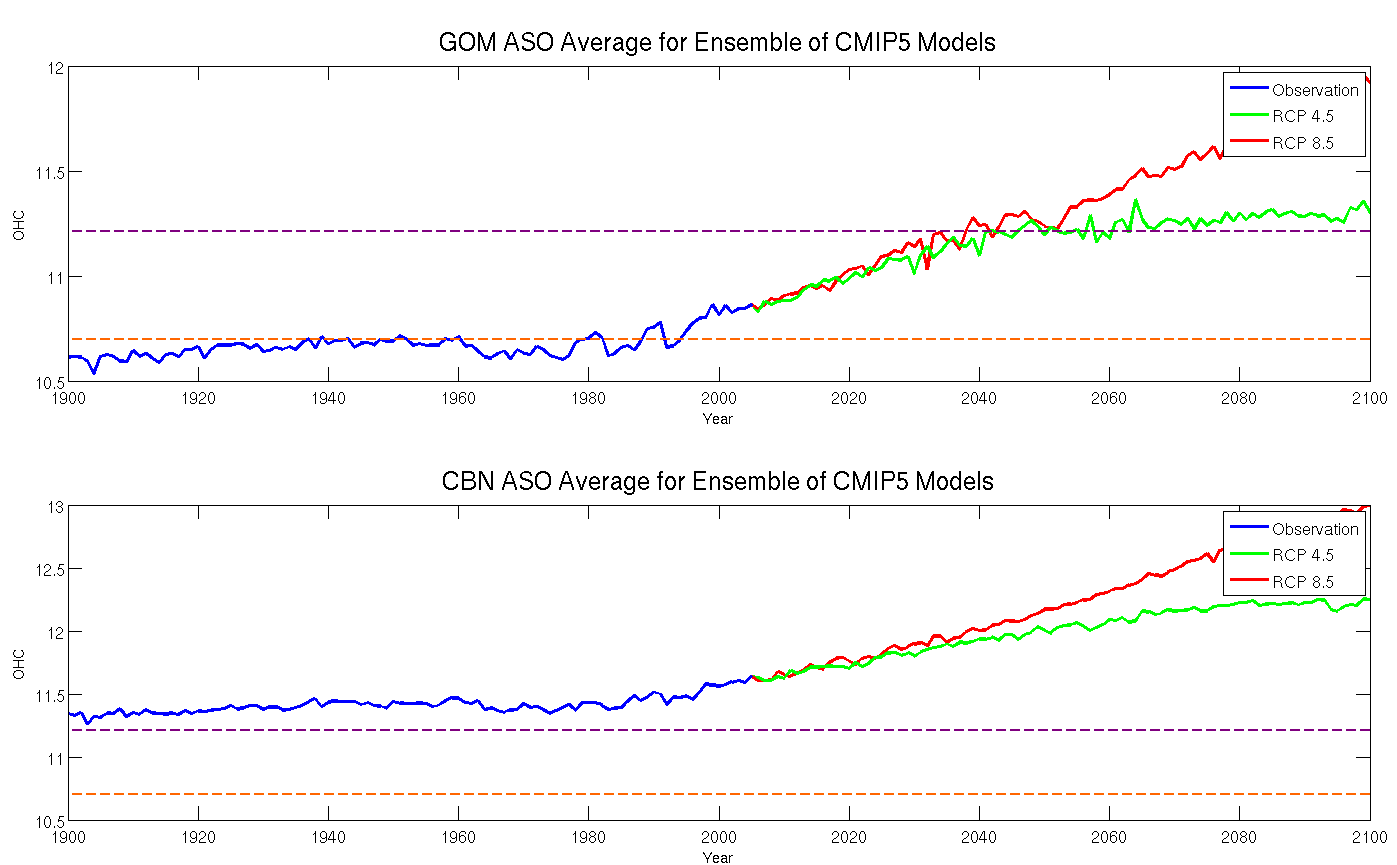 GOM ASO Average for Ensemble of CMIP5 Models
12
11.5
11
10.5
OHC
Observation
RCP 4.5
RCP 8.5
1900 1920 1940 1960 1980 2000 2020 2040 2060 2080 2100
Year
CBN ASO Average for Ensemble of CMIP5 Models
13
12.5
12
11.5
11
10.5
OHC
Observation
RCP 4.5
RCP 8.5
1900 1920 1940 1960 1980 2000 2020 2040 2060 2080 2100
Year